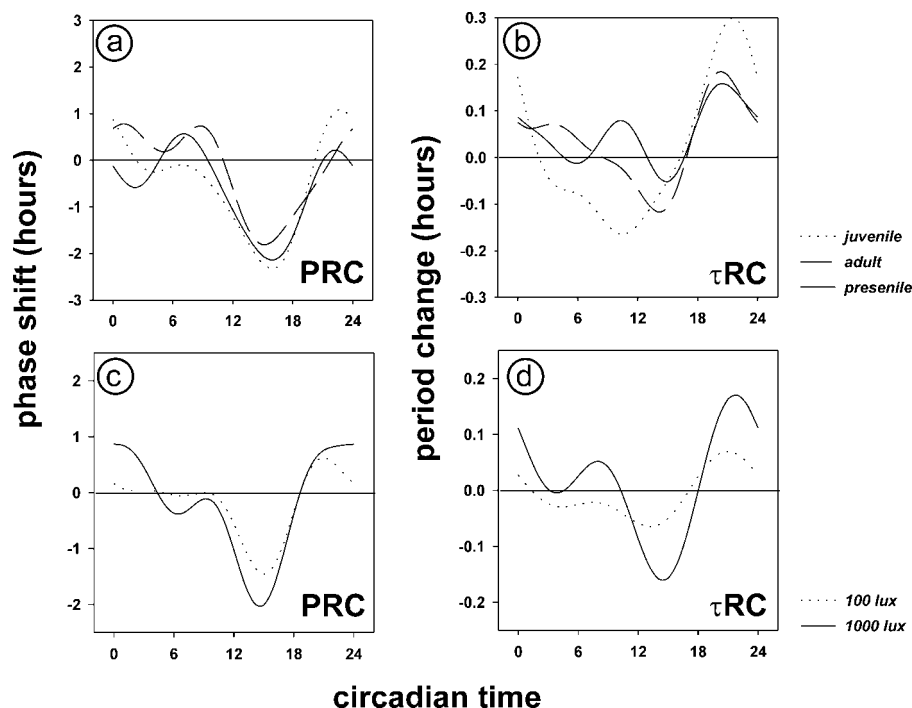 a
3
2
1
0
-1
-2
-3
0 6 12 18 24
PRC
b
0.3
0.2
0.1
0.0
-0.1
-0.2
-0.3
0 6 12 18 24
τRC
juvenile
adult
presenile
phase shift (hours)
period change (hours)
c
2
1
0
-1
-2
0 6 12 18 24
PRC
d
0.2
0.1
0.0
-0.1
-0.2
0 6 12 18 24
τRC
100 lux
1000 lux
circadian time